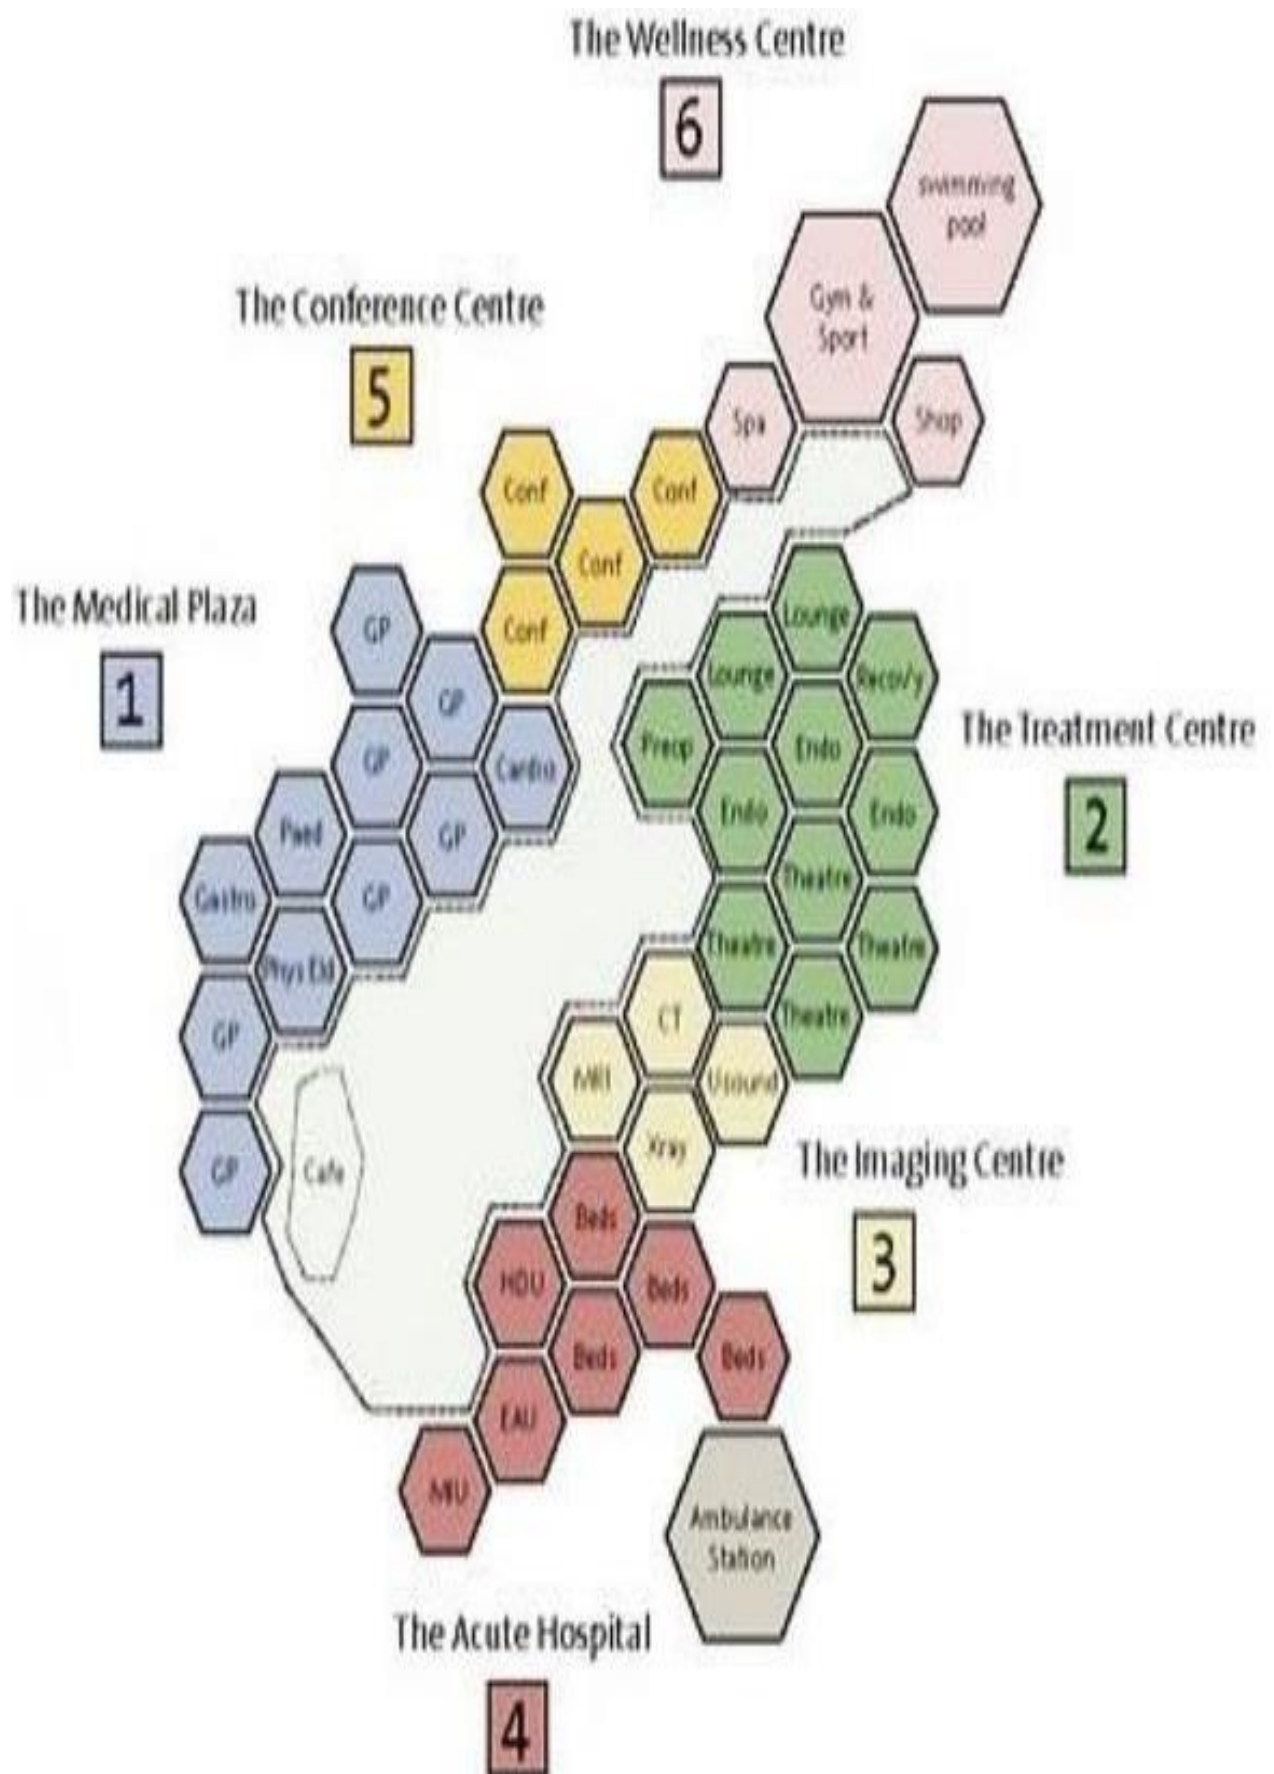 The Wellness Centre
6
swimming
pool
Gym &
Sport
Spa
Shop
The Conference Centre
5
Conf
Conf
Conf
Conf
The Medical Plaza
1
GP
GP
GP
Cardio
Paed
GP
Gastro
GP
Phys Eld
GP
GP
Cafe
Lounge
Lounge
Recov'y
Preop
Endo
Endo
Endo
Theatre
Theatre
Theatre
Theatre
The Treatment Centre
2
CT
MRI
Usound
Xray
The Imaging Centre
3
Beds
HDU
Beds
Beds
Beds
EAU
MIU
Ambulance
Station
The Acute Hospital
4